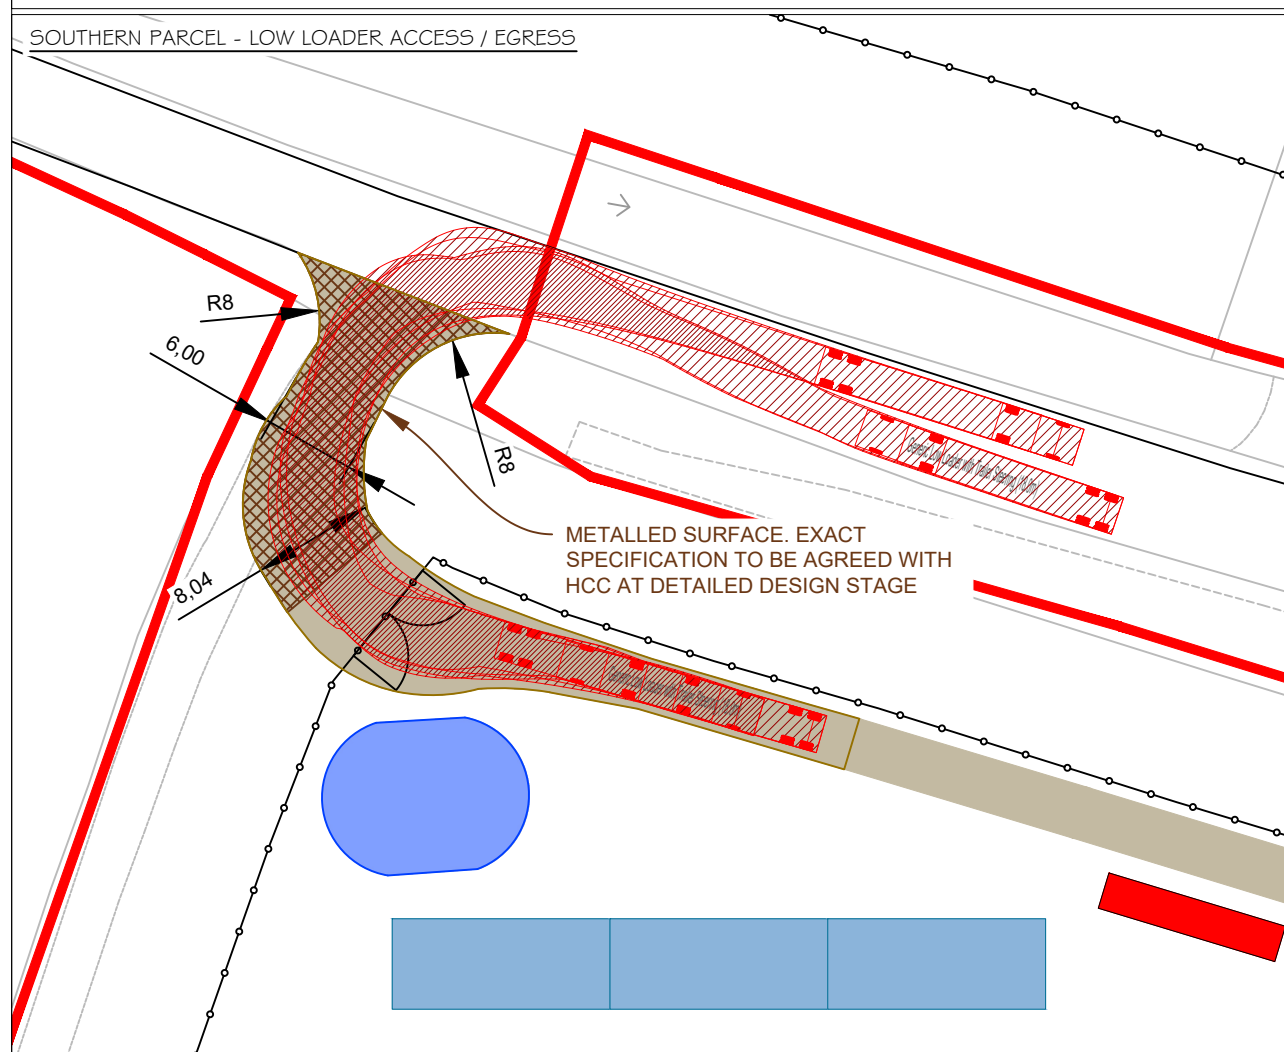 SOUTHERN PARCEL - LOW LOADER ACCESS / EGRESS
R8
6,00
R8
METALLED SURFACE. EXACT
SPECIFICATION TO BE AGREED WITH
HCC AT DETAILED DESIGN STAGE
8,04